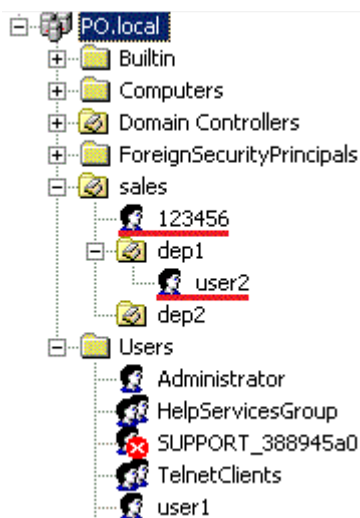 PO.local
Builtin
Computers
Domain Controllers
ForeignSecurityPrincipals
sales
123456
dep1
user2
dep2
Users
Administrator
HelpServicesGroup
SUPPORT_388945a0
TelnetClients
user1